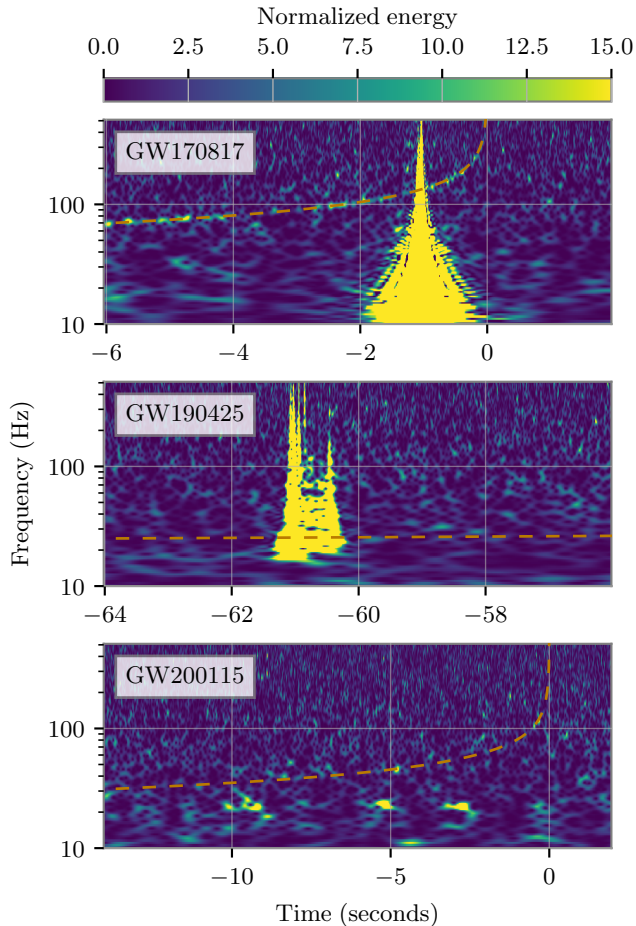 Normalized energy
0.0 2.5 5.0 7.5 10.0 12.5 15.0
GW170817
100
10
−6 −4 −2 0
GW190425
100
10
−64 −62 −60 −58
Frequency (Hz)
GW200115
100
10
−10 −5 0
Time (seconds)